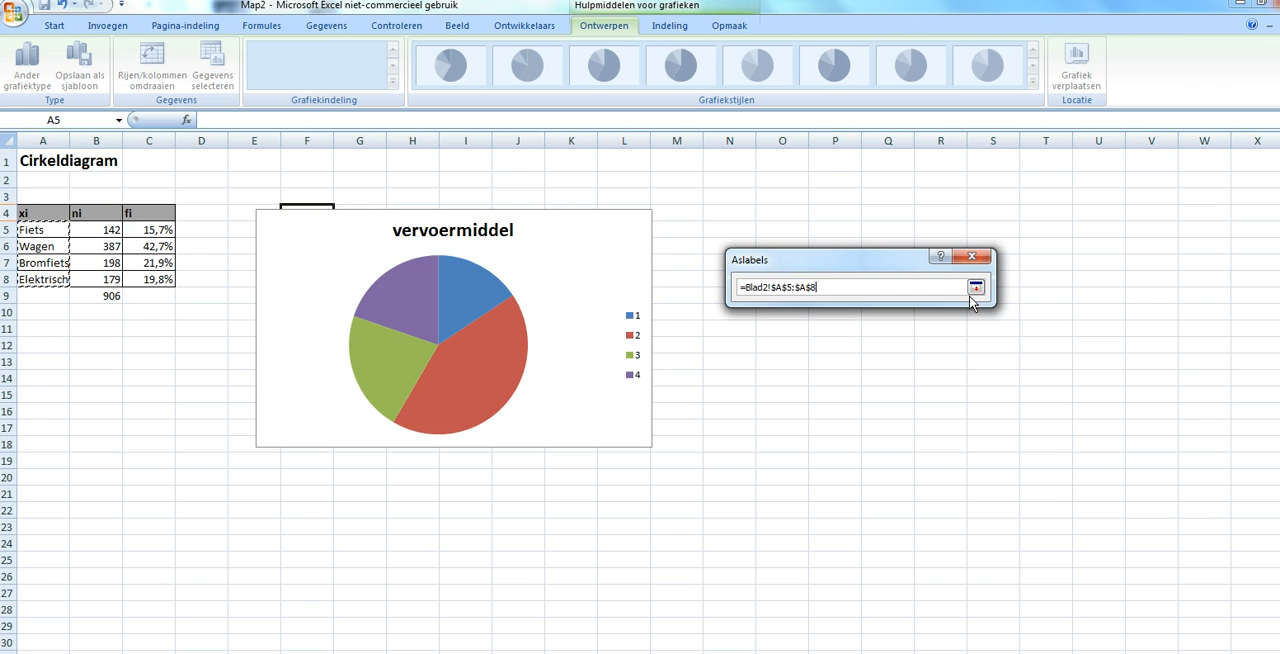 Map2 - Microsoft Excel niet-commercieel gebruik
Hulpmiddelen voor grafieken
Start Invoegen Pagina-indeling Formules Gegevens Controleren Beeld Ontwikkelaars Ontwerpen Indeling Opmaak
Ander grafiektype
Opslaan als sjabloon
Rijen/kolommen omdraaien
Gegevens selecteren
Grafiek verplaatsen
Type Gegevens Grafiekindeling Grafiekstijlen Locatie
A5 fx
A B C D E F G H I J K L M N O P Q R S T U V W X
1 Cirkeldiagram
2
3
4 xi ni fi
5 Fiets 142 15,7%
6 Wagen 387 42,7%
7 Bromfiets 198 21,9%
8 Elektrisch 179 19,8%
9 906
10
11
12
13
14
15
16
17
18
19
20
21
22
23
24
25
26
27
28
29
30
vervoermiddel
1
2
3
4
Aslabels
=Blad2!$A$5:$A$8